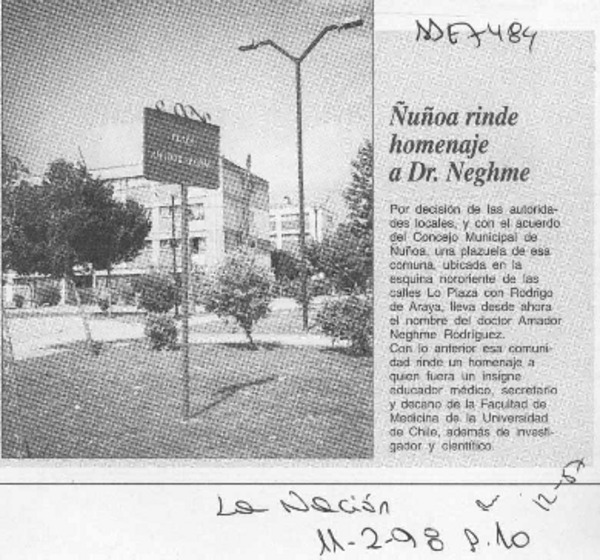 AAE7484
PLAZA
AMADOR NEGHME
Ñuñoa rinde
homenaje
a Dr. Neghme
Por decisión de las autorida-
des locales, y con el acuerdo
del Concejo Municipal de
Ñuñoa, una plazuela de esa
comuna, ubicada en la
esquina nororiente de las
calles Lo Plaza con Rodrigo
de Araya, lleva desde ahora
el nombre del doctor Amador
Neghme Rodríguez.
Con lo anterior esa comuni-
dad rinde un homenaje a
quien fuera un insigne
educador médico, secretario
y decano de la Facultad de
Medicina de la Universidad
de Chile, además de investi-
gador y científico.
La Nación
11-2-98 p.10